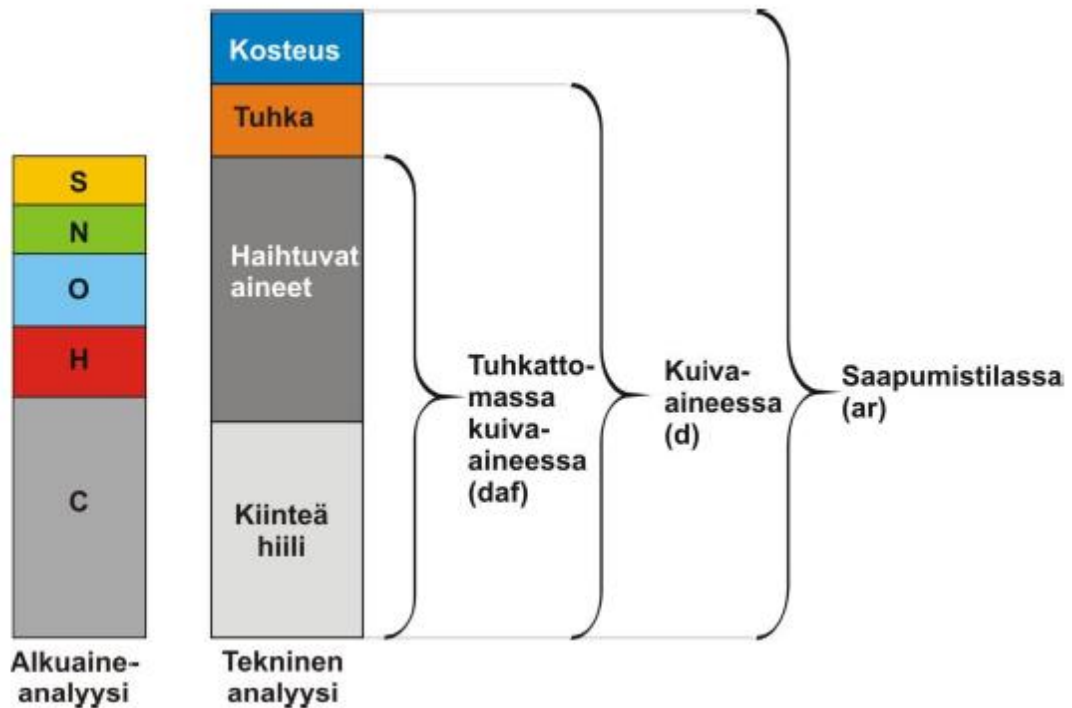 S
N
O
H
C
Alkuaine-
analyysi
Kosteus
Tuhka
Haihtuvat
aineet
Kiinteä
hiili
Tekninen
analyysi
Tuhkatto-
massa
kuiva-
aineessa
(daf)
Kuiva-
aineessa
(d)
Saapumistilassa
(ar)